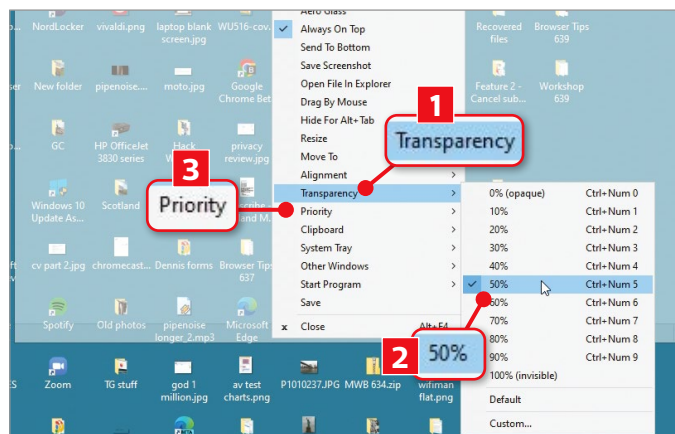 Aero Glass
NordLocker
vivaldi.png
laptop blank screen.jpg
WU516-cov...
Always On Top
Recovered files
Browser Tips 639
Send To Bottom
Save Screenshot
New folder
pipenoise....
moto.jpg
Google Chrome Bet
Open File In Explorer
Feature 2 - Cancel sub...
Workshop 639
Drag By Mouse
Hide For Alt+Tab
1
GC
HP OfficeJet 3830 series
Hack
privacy review.jpg
Resize
Transparency
Move To
3
Alignment
Windows 10 Update As...
Scotland
Priority
Transparency
0% (opaque) Ctrl+Num 0
Priority
10% Ctrl+Num 1
Clipboard
20% Ctrl+Num 2
System Tray
30% Ctrl+Num 3
cv part 2.jpg
chromecast...
Dennis forms
Browser Tips 637
Other Windows
40% Ctrl+Num 4
Start Program
50% Ctrl+Num 5
Save
60% Ctrl+Num 6
Spotify
Old photos
pipenoise longer_2.mp3
Microsoft Edge
x Close Alt+F4
70% Ctrl+Num 7
80% Ctrl+Num 8
2
50%
90% Ctrl+Num 9
100% (invisible)
Zoom
TG stuff
god 1 million.jpg
av test charts.png
P1010237.JPG
MWB 634.zip
wifiman flat.png
Default
Custom...